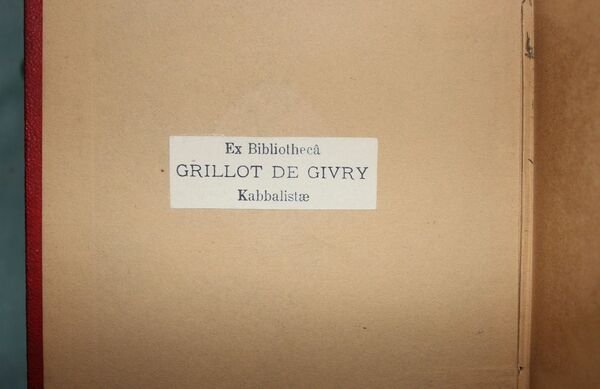 Ex Bibliothecâ
GRILLOT DE GIVRY
Kabbalistæ